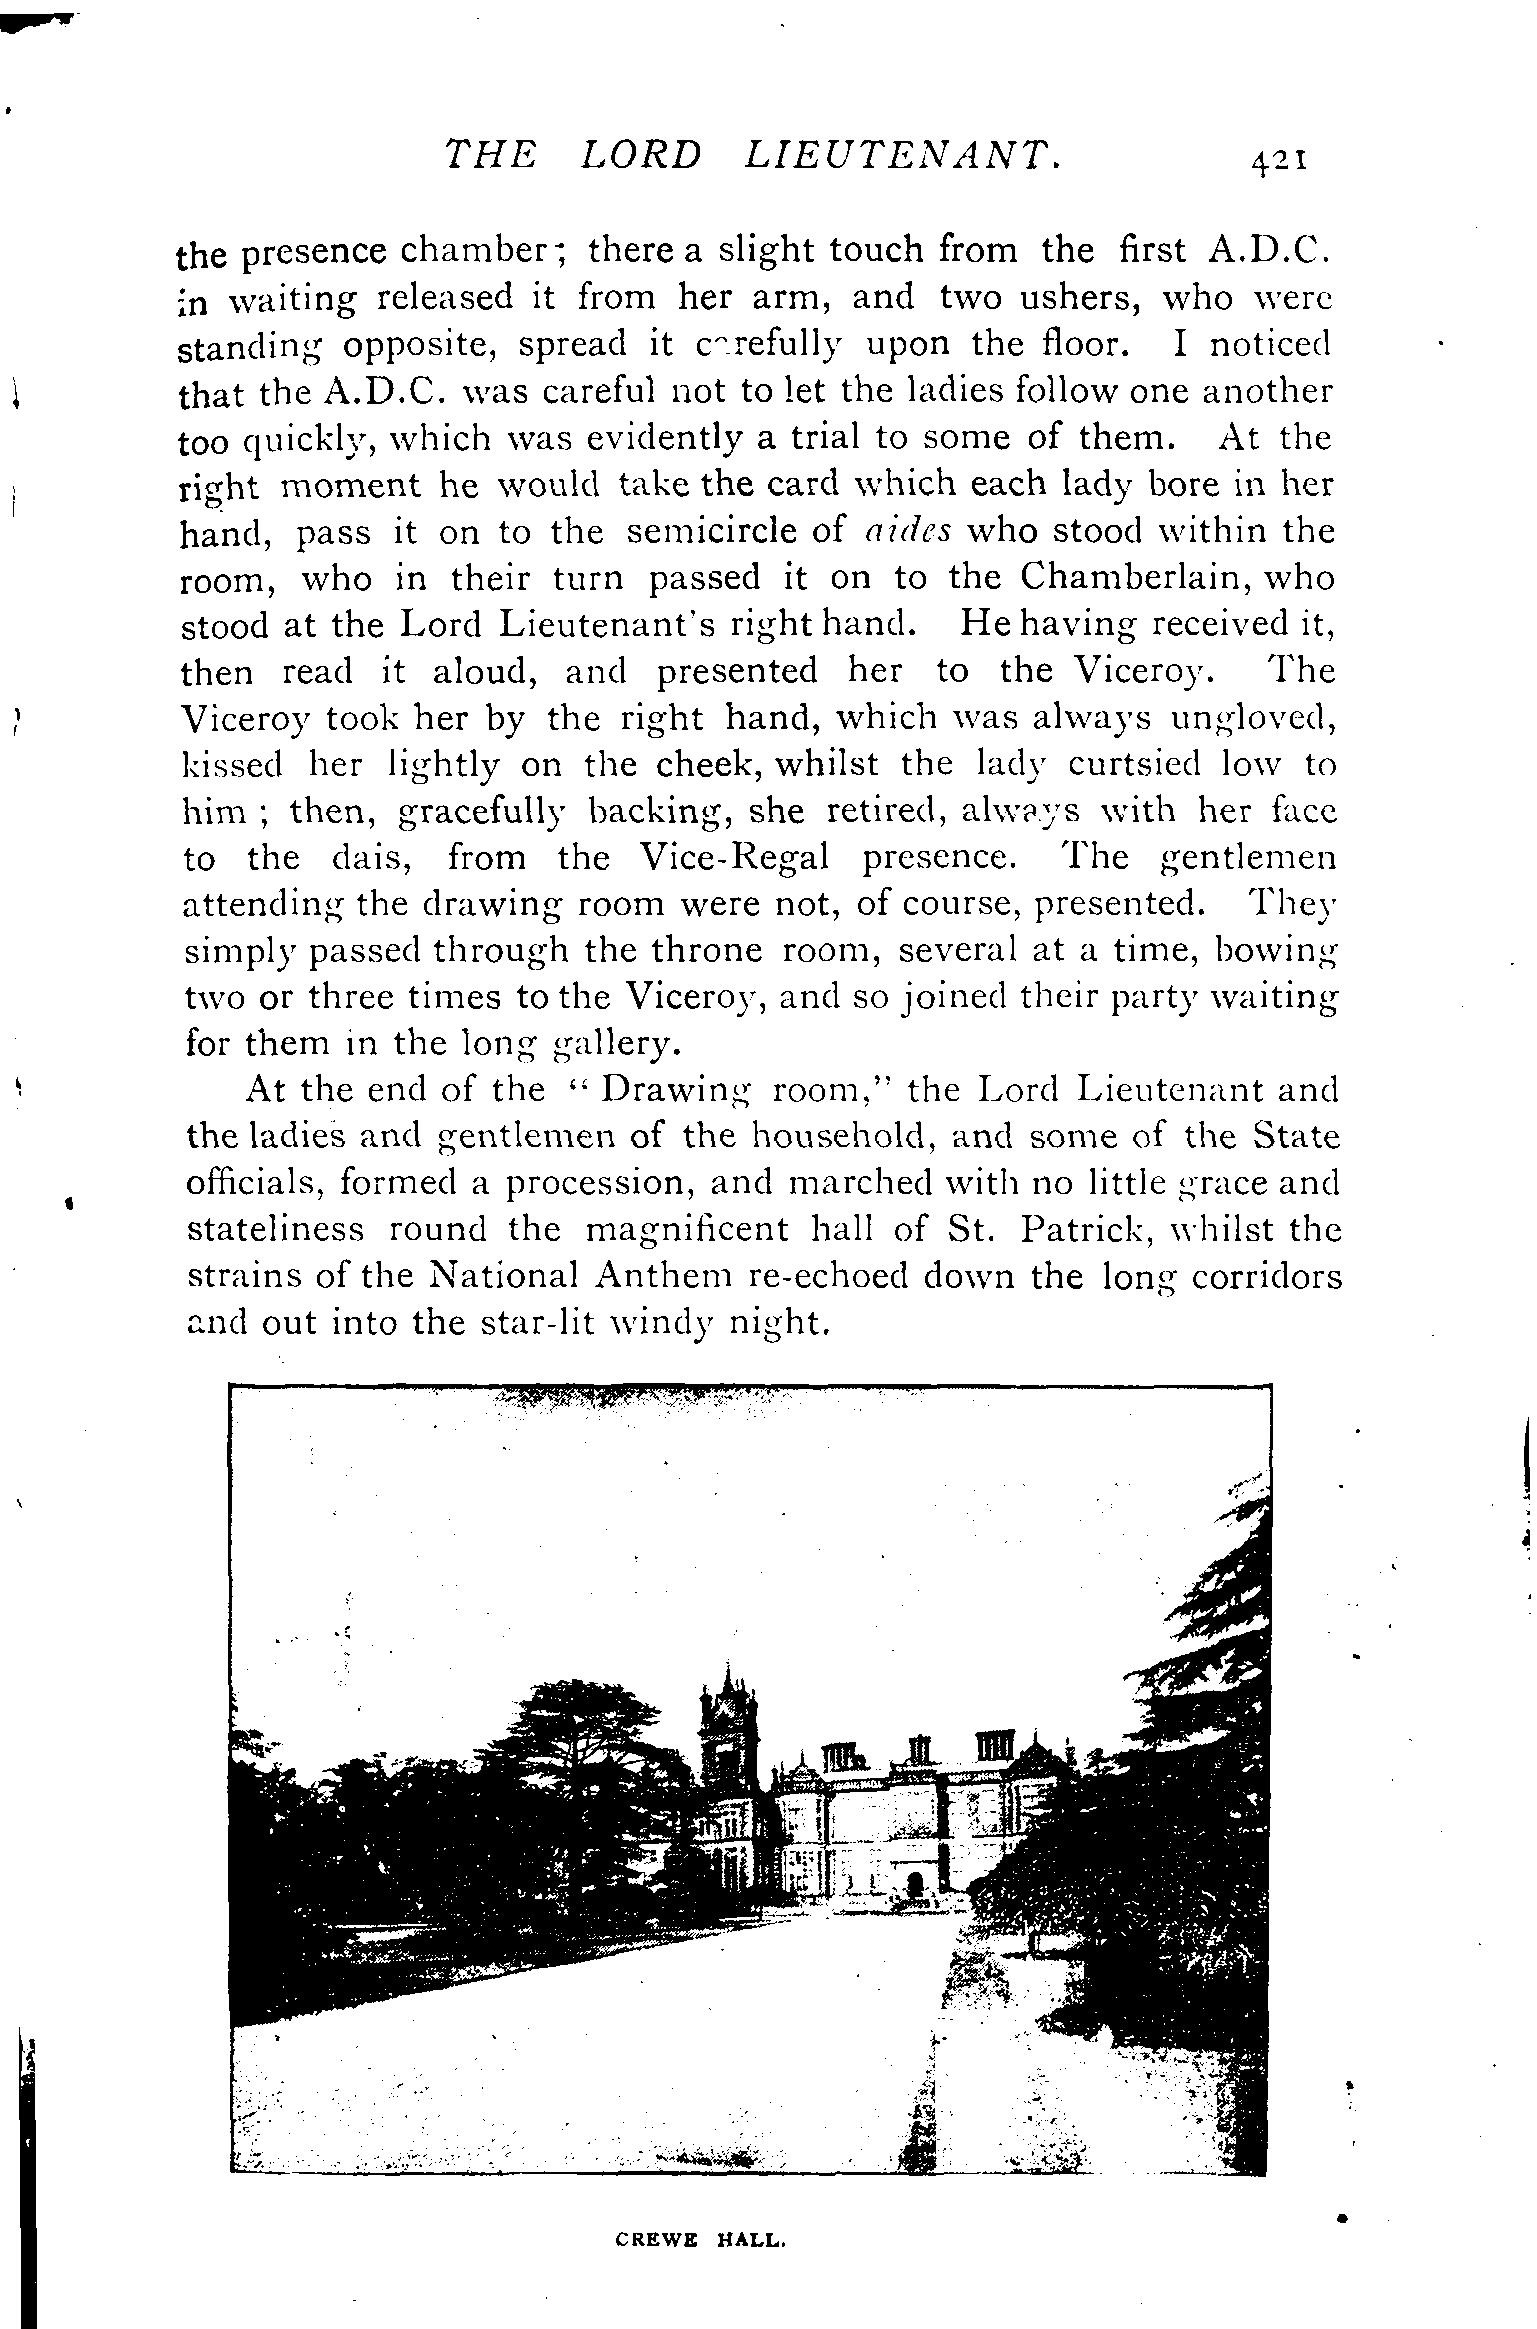 THE LORD LIEUTENANT. 421
the presence chamber; there a slight touch from the first A.D.C.
in waiting released it from her arm, and two ushers, who were
standing opposite, spread it carefully upon the floor. I noticed
that the A.D.C. was careful not to let the ladies follow one another
too quickly, which was evidently a trial to some of them. At the
right moment he would take the card which each lady bore in her
hand, pass it on to the semicircle of aides who stood within the
room, who in their turn passed it on to the Chamberlain, who
stood at the Lord Lieutenant's right hand. He having received it,
then read it aloud, and presented her to the Viceroy. The
Viceroy took her by the right hand, which was always ungloved,
kissed her lightly on the cheek, whilst the lady curtsied low to
him ; then, gracefully backing, she retired, always with her face
to the dais, from the Vice-Regal presence. The gentlemen
attending the drawing room were not, of course, presented. They
simply passed through the throne room, several at a time, bowing
two or three times to the Viceroy, and so joined their party waiting
for them in the long gallery.
At the end of the “ Drawing room,” the Lord Lieutenant and
the ladies and gentlemen of the household, and some of the State
officials, formed a procession, and marched with no little grace and
stateliness round the magnificent hall of St. Patrick, whilst the
strains of the National Anthem re-echoed down the long corridors
and out into the star-lit windy night.
CREWE HALL.